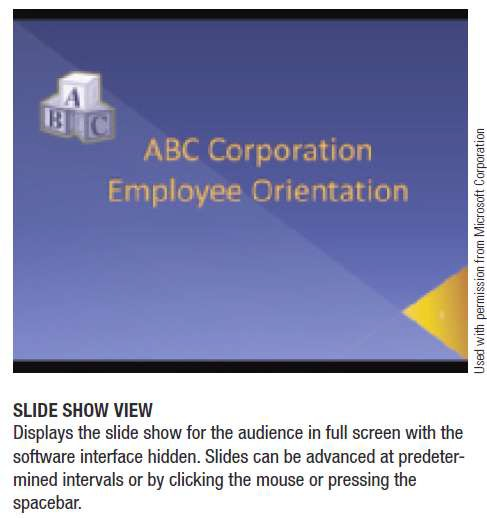 A
B C
ABC Corporation
Employee Orientation
Used with permission from Microsoft Corporation
SLIDE SHOW VIEW
Displays the slide show for the audience in full screen with the
software interface hidden. Slides can be advanced at predeter-
mined intervals or by clicking the mouse or pressing the
spacebar.